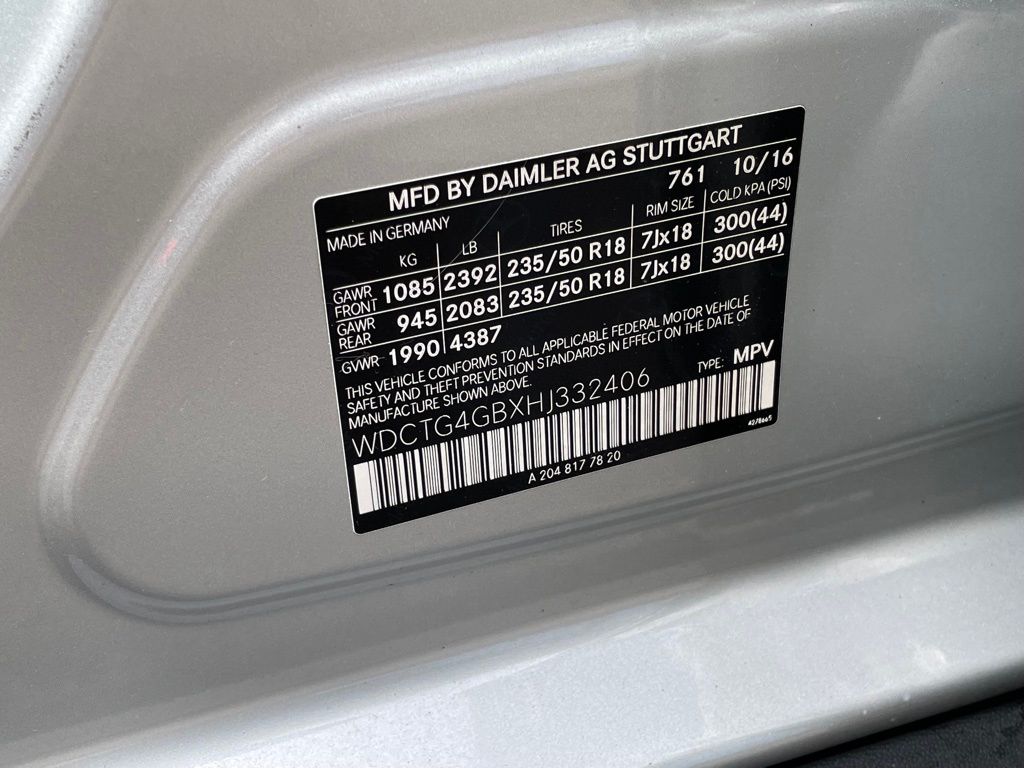 MFD BY DAIMLER AG STUTTGART
MADE IN GERMANY 761 10/16
KG LB TIRES RIM SIZE COLD KPA (PSI)
GAWR FRONT 1085 2392 235/50 R18 7Jx18 300(44)
GAWR REAR 945 2083 235/50 R18 7Jx18 300(44)
GVWR 1990 4387
THIS VEHICLE CONFORMS TO ALL APPLICABLE FEDERAL MOTOR VEHICLE
SAFETY AND THEFT PREVENTION STANDARDS IN EFFECT ON THE DATE OF
MANUFACTURE SHOWN ABOVE.
TYPE: MPV
WDCTG4GBXHJ332406
A 204 817 78 20